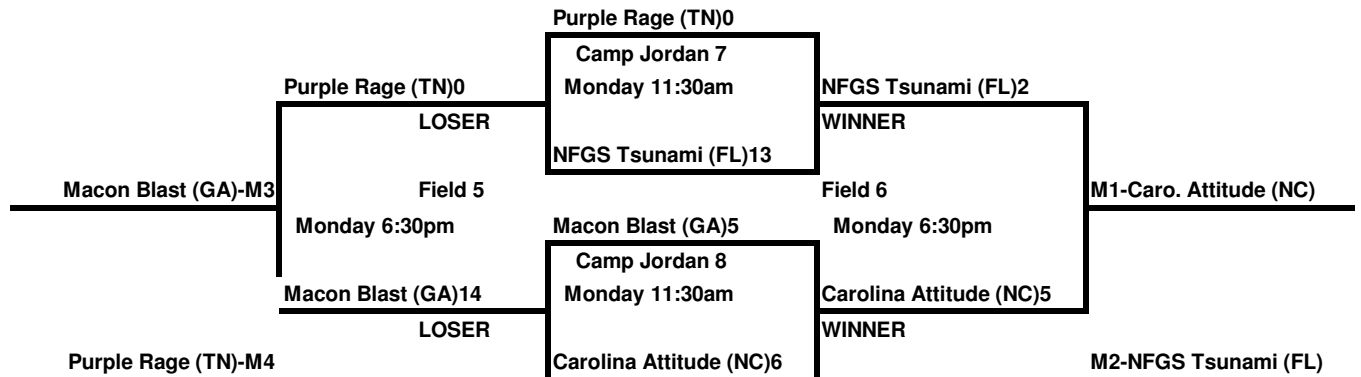 Purple Rage (TN)0
Camp Jordan 7
Purple Rage (TN)0 Monday 11:30am NFGS Tsunami (FL)2
LOSER WINNER
NFGS Tsunami (FL)13
Macon Blast (GA)-M3 Field 5 Field 6 M1-Caro. Attitude (NC)
Monday 6:30pm Macon Blast (GA)5 Monday 6:30pm
Camp Jordan 8
Macon Blast (GA)14 Monday 11:30am Carolina Attitude (NC)5
LOSER WINNER
Purple Rage (TN)-M4 Carolina Attitude (NC)6 M2-NFGS Tsunami (FL)